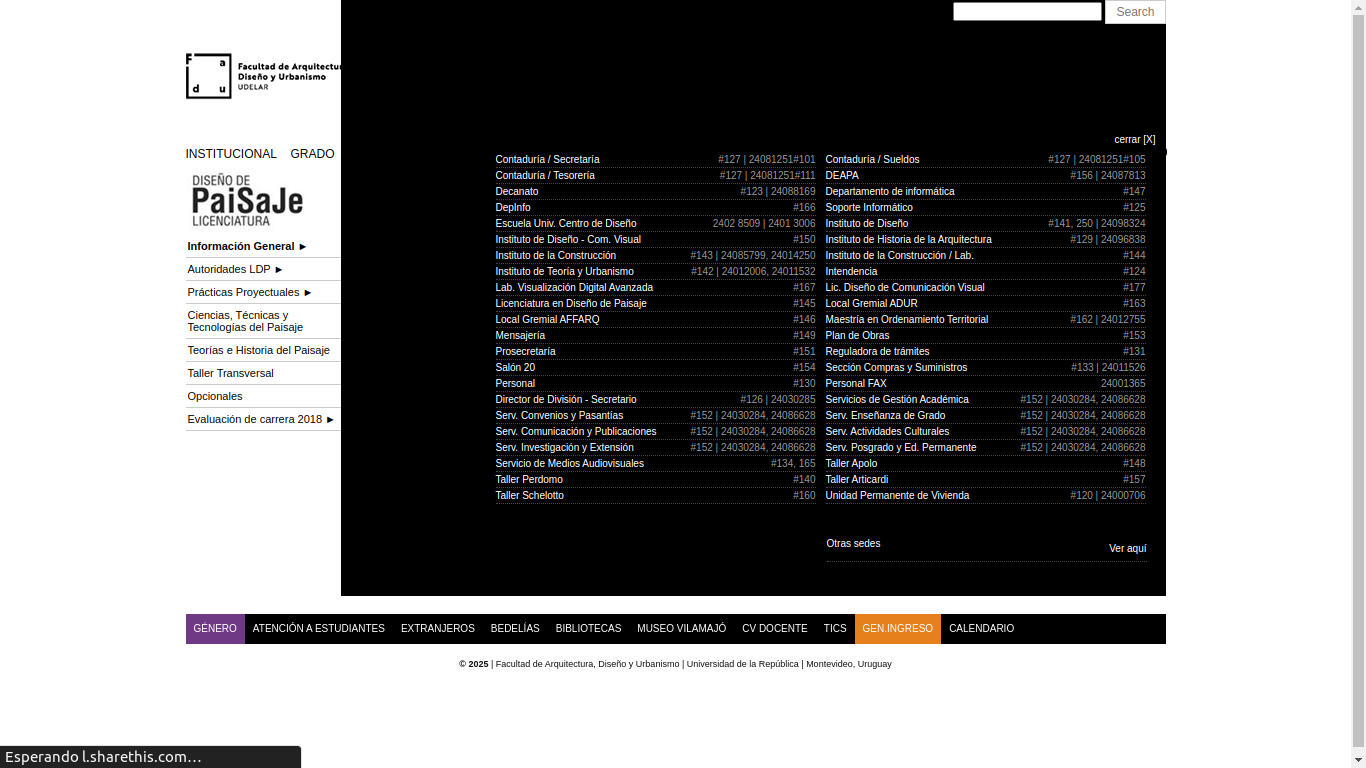 Search
Fa
du
Facultad de Arquitectur
Diseño y Urbanismo
UDELAR
cerrar [X]
INSTITUCIONAL GRADO
DISEÑO DE
PaiSaJe
LICENCIATURA
Información General ►
Autoridades LDP ►
Prácticas Proyectuales ►
Ciencias, Técnicas y
Tecnologías del Paisaje
Teorías e Historia del Paisaje
Taller Transversal
Opcionales
Evaluación de carrera 2018 ►
Contaduría / Secretaría #127 | 24081251#101
Contaduría / Sueldos #127 | 24081251#105
Contaduría / Tesorería #127 | 24081251#111
DEAPA #156 | 24087813
Decanato #123 | 24088169
Departamento de informática #147
DepInfo #166
Soporte Informático #125
Escuela Univ. Centro de Diseño 2402 8509 | 2401 3006
Instituto de Diseño #141, 250 | 24098324
Instituto de Diseño - Com. Visual #150
Instituto de Historia de la Arquitectura #129 | 24096838
Instituto de la Construcción #143 | 24085799, 24014250
Instituto de la Construcción / Lab. #144
Instituto de Teoría y Urbanismo #142 | 24012006, 24011532
Intendencia #124
Lab. Visualización Digital Avanzada #167
Lic. Diseño de Comunicación Visual #177
Licenciatura en Diseño de Paisaje #145
Local Gremial ADUR #163
Local Gremial AFFARQ #146
Maestría en Ordenamiento Territorial #162 | 24012755
Mensajería #149
Plan de Obras #153
Prosecretaría #151
Reguladora de trámites #131
Salón 20 #154
Sección Compras y Suministros #133 | 24011526
Personal #130
Personal FAX 24001365
Director de División - Secretario #126 | 24030285
Servicios de Gestión Académica #152 | 24030284, 24086628
Serv. Convenios y Pasantías #152 | 24030284, 24086628
Serv. Enseñanza de Grado #152 | 24030284, 24086628
Serv. Comunicación y Publicaciones #152 | 24030284, 24086628
Serv. Actividades Culturales #152 | 24030284, 24086628
Serv. Investigación y Extensión #152 | 24030284, 24086628
Serv. Posgrado y Ed. Permanente #152 | 24030284, 24086628
Servicio de Medios Audiovisuales #134, 165
Taller Apolo #148
Taller Perdomo #140
Taller Articardi #157
Taller Schelotto #160
Unidad Permanente de Vivienda #120 | 24000706
Otras sedes
Ver aquí
GÉNERO ATENCIÓN A ESTUDIANTES EXTRANJEROS BEDELÍAS BIBLIOTECAS MUSEO VILAMAJÓ CV DOCENTE TICS GEN.INGRESO CALENDARIO
© 2025 | Facultad de Arquitectura, Diseño y Urbanismo | Universidad de la República | Montevideo, Uruguay
Esperando l.sharethis.com…